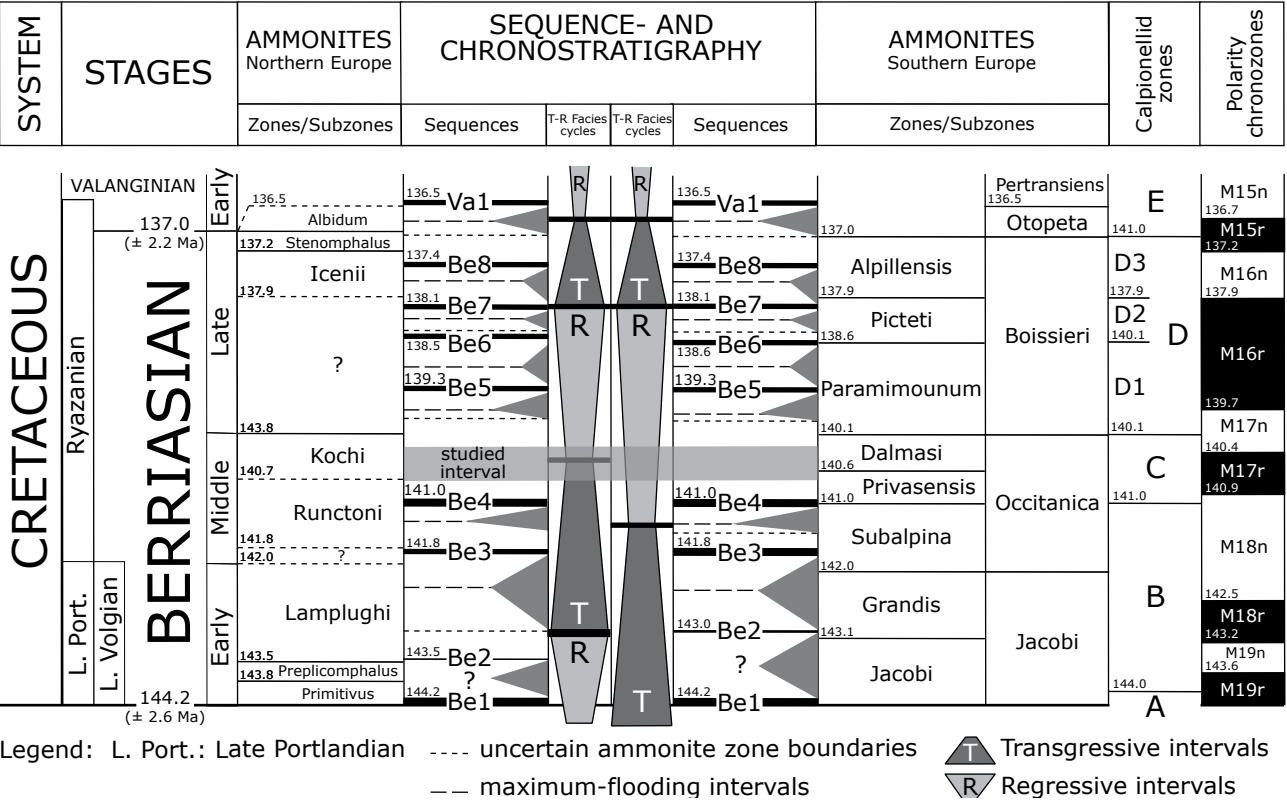 SYSTEM
STAGES
AMMONITES
Northern Europe
Zones/Subzones
SEQUENCE- AND
CHRONOSTRATIGRAPHY
Sequences
T-R Facies
cycles
T-R Facies
cycles
Sequences
AMMONITES
Southern Europe
Zones/Subzones
Calpionellid
zones
Polarity
chronozones
CRETACEOUS
VALANGINIAN
Ryazanian
L. Port.
L. Volgian
137.0
(± 2.2 Ma)
BERRIASIAN
144.2
(± 2.6 Ma)
Early
Late
Middle
Early
136.5
Albidum
137.2 Stenomphalus
Icenii
137.9
?
143.8
Kochi
140.7
Runctoni
141.8
142.0 ?
Lamplughi
143.5
143.8 Preplicomphalus
Primitivus
136.5 Va1
137.4 Be8
138.1 Be7
138.5 Be6
139.3 Be5
studied
interval
141.0 Be4
141.8 Be3
143.5 Be2
?
144.2 Be1
R
T
R
T
R
R
T
R
T
136.5 Va1
137.4 Be8
138.1 Be7
138.6 Be6
139.3 Be5
141.0 Be4
141.8 Be3
143.0 Be2
?
144.2 Be1
137.0
Alpillensis
137.9
Picteti
138.6
Paramimounum
140.1
Dalmasi
140.6
Privasensis
141.0
Subalpina
142.0
Grandis
143.1
Jacobi
Pertransiens
136.5
Otopeta
Boissieri
Occitanica
Jacobi
E
141.0
D3
137.9
D2
140.1
D
D1
140.1
C
141.0
B
144.0
A
M15n
136.7
M15r
137.2
M16n
137.9
M16r
139.7
M17n
140.4
M17r
140.9
M18n
142.5
M18r
143.2
M19n
143.6
M19r
Legend: L. Port.: Late Portlandian
uncertain ammonite zone boundaries
maximum-flooding intervals
T Transgressive intervals
R Regressive intervals